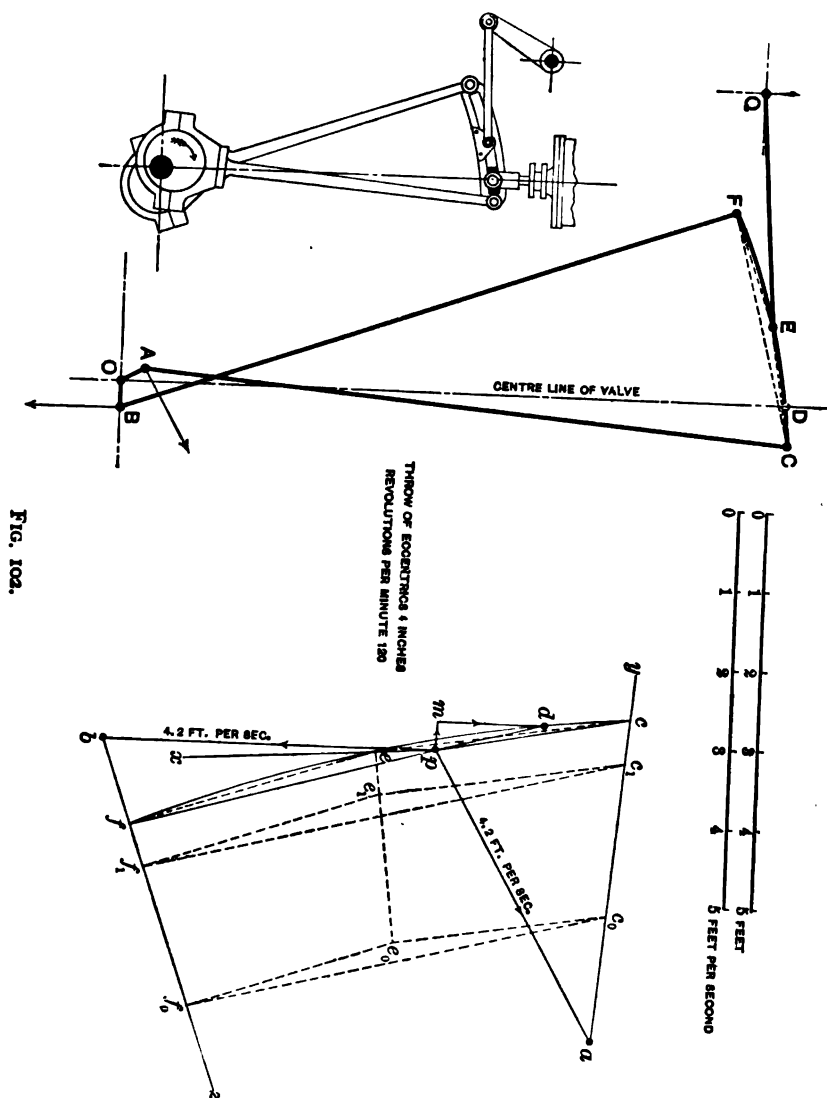 Q
F
E
D
C
A
O
B
CENTRE LINE OF VALVE
THROW OF ECCENTRICS 4 INCHES
REVOLUTIONS PER MINUTE 120
0 1 2 3 4 5 FEET
0 1 2 3 4 5 FEET PER SECOND
y
c
c₁
c₀
a
m
d
p
4.2 FT. PER SEC.
4.2 FT. PER SEC.
x
e
e₁
e₀
b
f
f₁
f₀
z
FIG. 102.